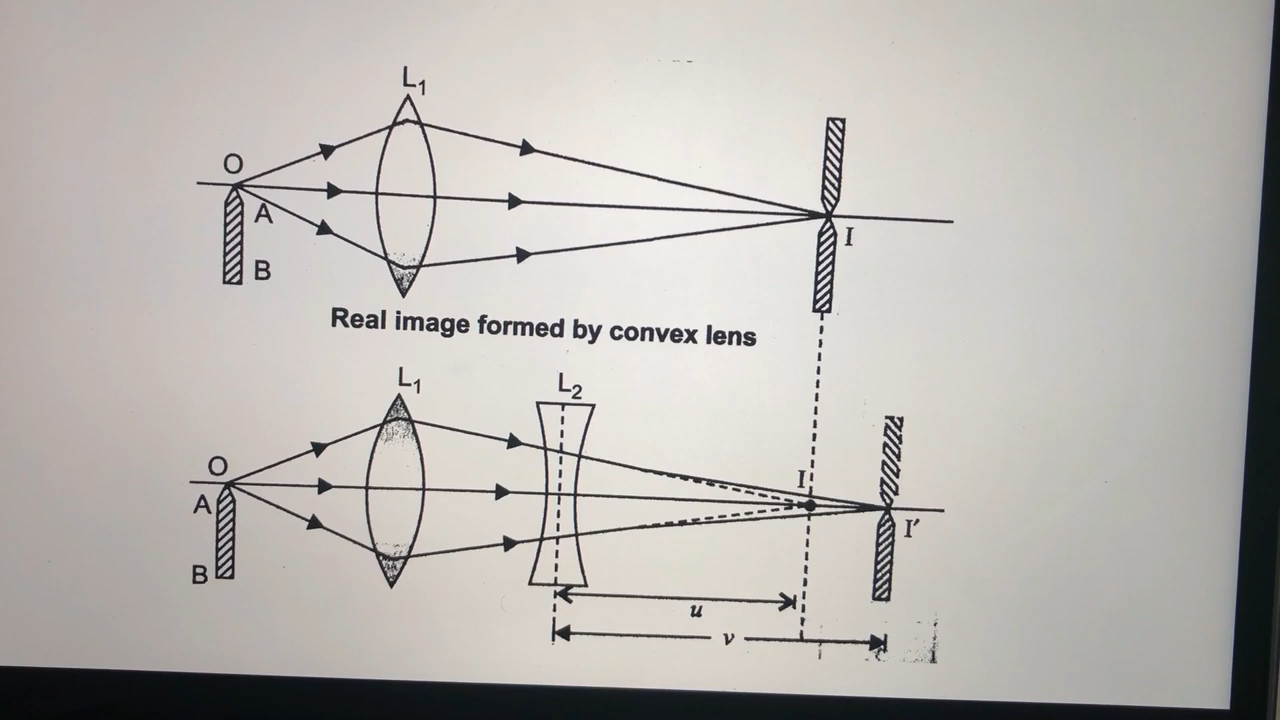 L1
O
A
I
B
Real image formed by convex lens
L1
L2
O
I
A
I′
B
u
v